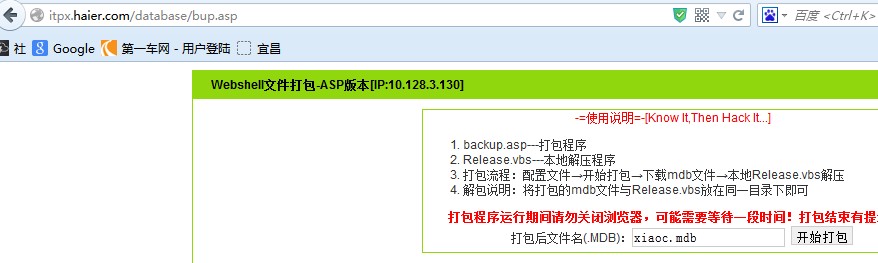 itpx.haier.com/database/bup.asp
百度 <Ctrl+K>
社 Google 第一车网 - 用户登陆 宜昌
Webshell文件打包-ASP版本[IP:10.128.3.130]
-=使用说明=-[Know It,Then Hack It...]
1. backup.asp---打包程序
2. Release.vbs---本地解压程序
3. 打包流程：配置文件→开始打包→下载mdb文件→本地Release.vbs解压
4. 解包说明：将打包的mdb文件与Release.vbs放在同一目录下即可
打包程序运行期间请勿关闭浏览器，可能需要等待一段时间！打包结束有提
打包后文件名(.MDB)： xiaoc.mdb 开始打包